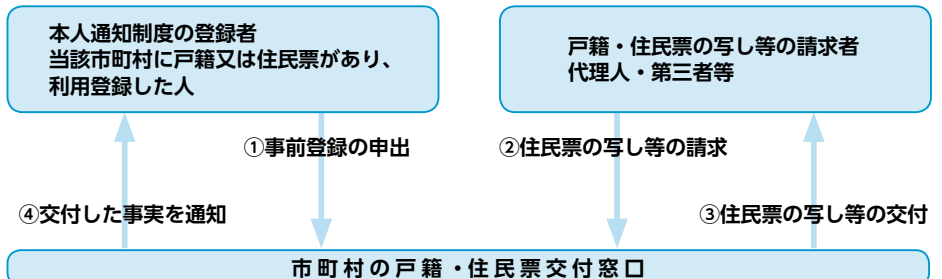 本人通知制度の登録者
当該市町村に戸籍又は住民票があり、
利用登録した人
戸籍・住民票の写し等の請求者
代理人・第三者等
①事前登録の申出
②住民票の写し等の請求
④交付した事実を通知
③住民票の写し等の交付
市町村の戸籍・住民票交付窓口